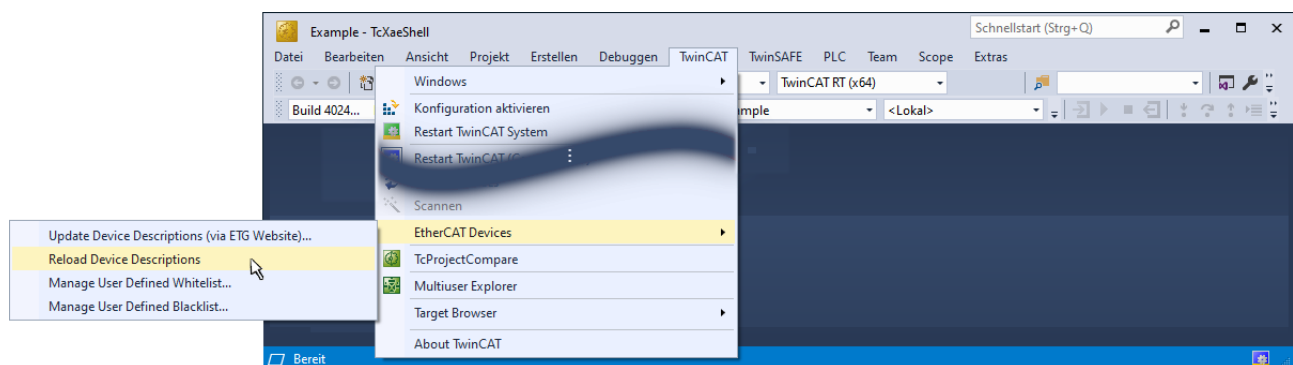 Example - TcXaeShell
Schnellstart (Strg+Q)
Datei Bearbeiten Ansicht Projekt Erstellen Debuggen TwinCAT TwinSAFE PLC Team Scope Extras
Windows
TwinCAT RT (x64)
Build 4024...
Konfiguration aktivieren
<Lokal>
Restart TwinCAT System
Restart TwinCAT
Scannen
EtherCAT Devices
Update Device Descriptions (via ETG Website)...
Reload Device Descriptions
Manage User Defined Whitelist...
Manage User Defined Blacklist...
TcProjectCompare
Multiuser Explorer
Target Browser
About TwinCAT
Bereit